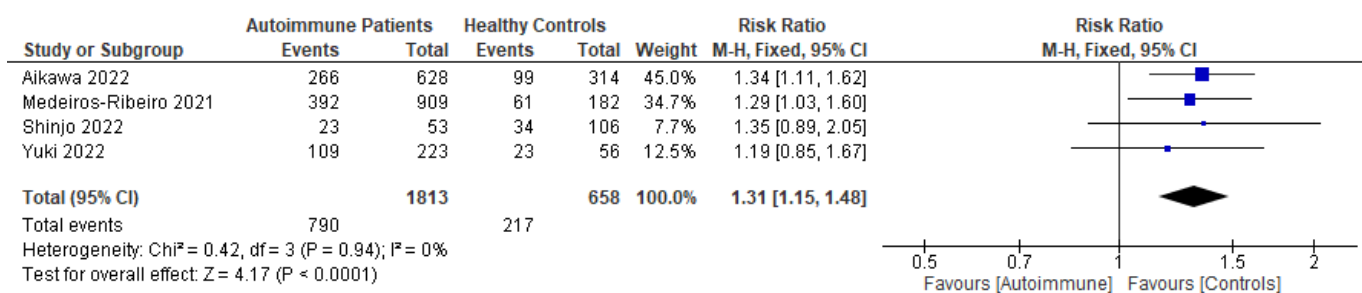 Autoimmune Patients Healthy Controls Risk Ratio Risk Ratio
Study or Subgroup Events Total Events Total Weight M-H, Fixed, 95% CI M-H, Fixed, 95% CI
Aikawa 2022 266 628 99 314 45.0% 1.34 [1.11, 1.62]
Medeiros-Ribeiro 2021 392 909 61 182 34.7% 1.29 [1.03, 1.60]
Shinjo 2022 23 53 34 106 7.7% 1.35 [0.89, 2.05]
Yuki 2022 109 223 23 56 12.5% 1.19 [0.85, 1.67]
Total (95% CI) 1813 658 100.0% 1.31 [1.15, 1.48]
Total events 790 217
Heterogeneity: Chi² = 0.42, df = 3 (P = 0.94); I² = 0%
Test for overall effect: Z = 4.17 (P < 0.0001)
0.5 0.7 1 1.5 2
Favours [Autoimmune] Favours [Controls]